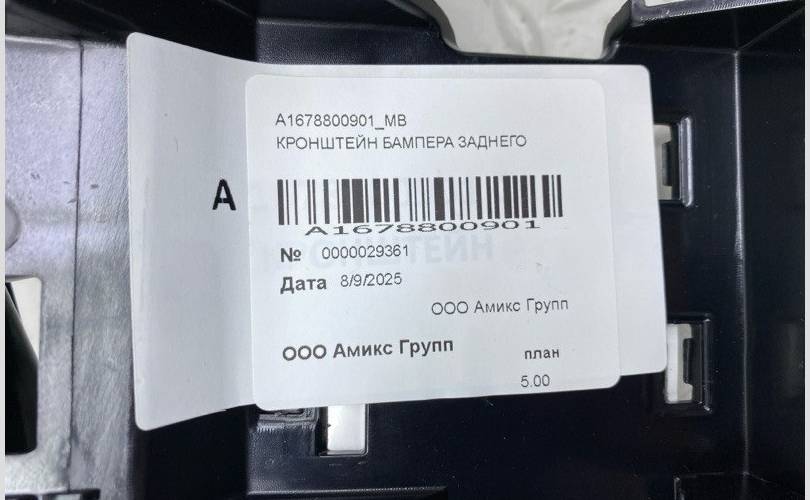 A1678800901_MB
КРОНШТЕЙН БАМПЕРА ЗАДНЕГО
A
A1678800901
№ 0000029361
Дата 8/9/2025
ООО Амикс Групп
ООО Амикс Групп
план
5.00